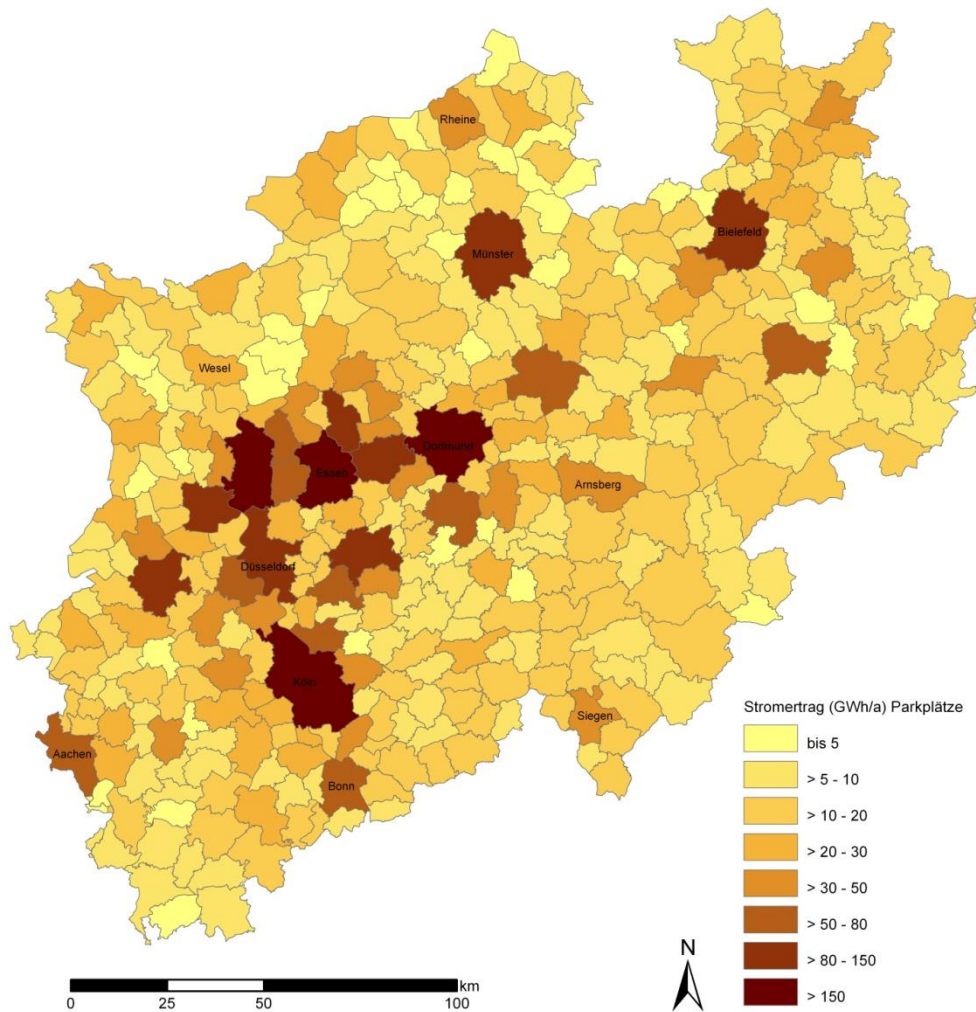 Rheine
Bielefeld
Münster
Wesel
Dortmund
Essen
Arnsberg
Düsseldorf
Köln
Siegen
Aachen
Bonn
Stromertrag (GWh/a) Parkplätze
bis 5
> 5 - 10
> 10 - 20
> 20 - 30
> 30 - 50
> 50 - 80
> 80 - 150
> 150
N
km
0 25 50 100